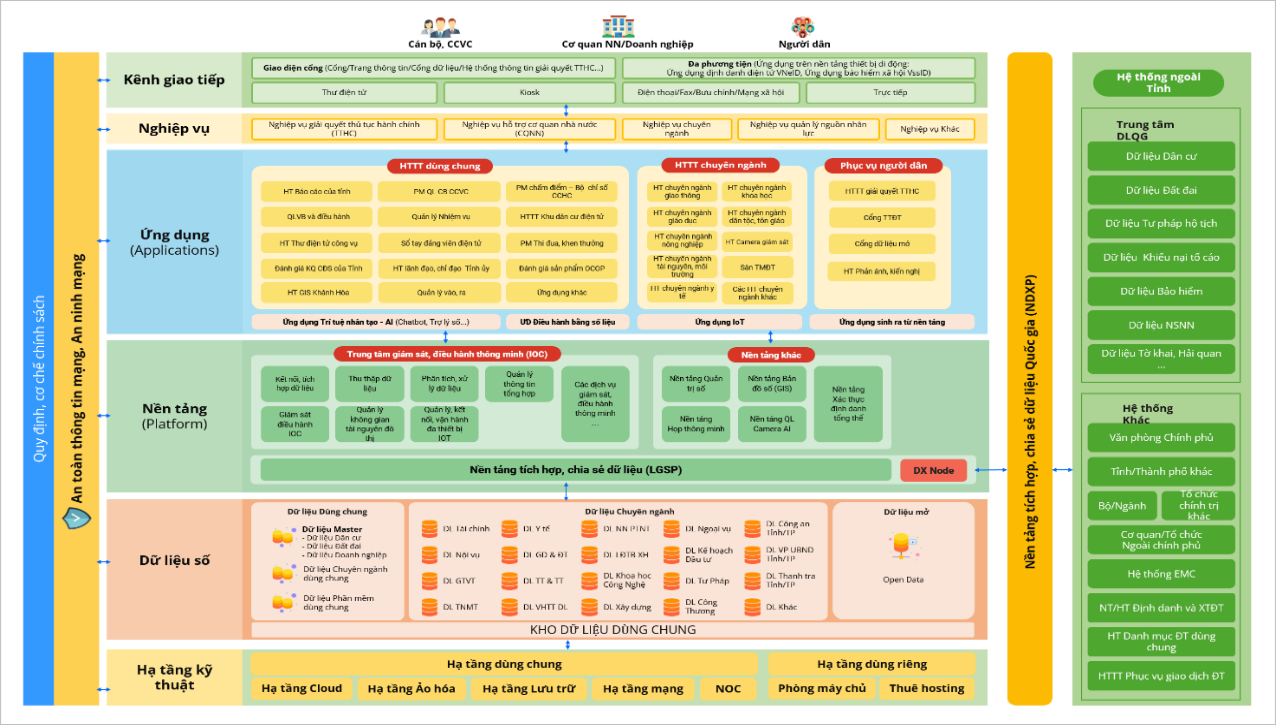 Cán bộ, CCVC
Cơ quan NN/Doanh nghiệp
Người dân
Quy định, cơ chế chính sách
An toàn thông tin mạng, An ninh mạng
Kênh giao tiếp
Giao diện cổng (Cổng/Trang thông tin/Cổng dữ liệu/Hệ thống thông tin giải quyết TTHC...)
Đa phương tiện (Ứng dụng trên nền tảng thiết bị di động:
Ứng dụng định danh điện tử VNeID, Ứng dụng bảo hiểm xã hội VssID)
Thư điện tử
Kiosk
Điện thoại/Fax/Bưu chính/Mạng xã hội
Trực tiếp
Nghiệp vụ
Nghiệp vụ giải quyết thủ tục hành chính
(TTHC)
Nghiệp vụ hỗ trợ cơ quan nhà nước
(CQNN)
Nghiệp vụ chuyên
ngành
Nghiệp vụ quản lý nguồn nhân
lực
Nghiệp vụ Khác
Ứng dụng
(Applications)
HTTT dùng chung
HT Báo cáo của tỉnh
PM QL CB CCVC
PM chấm điểm – Bộ chỉ số
CCHC
QLVB và điều hành
Quản lý Nhiệm vụ
HTTT Khu dân cư điện tử
HT Thư điện tử công vụ
Sổ tay đảng viên điện tử
PM Thi đua, khen thưởng
Đánh giá KQ CĐS của Tỉnh
HT lãnh đạo, chỉ đạo Tỉnh ủy
Đánh giá sản phẩm OCOP
HT GIS Khánh Hòa
Quản lý vào, ra
Ứng dụng khác
HTTT chuyên ngành
HT chuyên ngành
giao thông
HT chuyên ngành
khoa học
HT chuyên ngành
giáo dục
HT chuyên ngành
dân tộc, tôn giáo
HT chuyên ngành
nông nghiệp
HT Camera giám sát
HT chuyên ngành
tài nguyên, môi
trường
Sàn TMĐT
HT chuyên ngành y
tế
Các HT chuyên
ngành khác
Phục vụ người dân
HTTT giải quyết TTHC
Cổng TTĐT
Cổng dữ liệu mở
HT Phản ánh, kiến nghị
Ứng dụng Trí tuệ nhân tạo - AI (Chatbot, Trợ lý số...)
ƯD Điều hành bằng số liệu
Ứng dụng IoT
Ứng dụng sinh ra từ nền tảng
Nền tảng
(Platform)
Trung tâm giám sát, điều hành thông minh (IOC)
Kết nối, tích
hợp dữ liệu
Thu thập dữ
liệu
Phân tích, xử
lý dữ liệu
Quản lý
thông tin
tổng hợp
Các dịch vụ
giám sát,
điều hành
thông minh
...
Giám sát
điều hành
IOC
Quản lý
không gian
tài nguyên đô
thị
Quản lý, kết
nối, vận hành
đa thiết bị
IOT
Nền tảng khác
Nền tảng Quản
trị số
Nền tảng Bản
đồ số (GIS)
Nền tảng
Xác thực
định danh
tổng thể
Nền tảng
Họp thông minh
Nền tảng QL
Camera AI
Nền tảng tích hợp, chia sẻ dữ liệu (LGSP)
DX Node
Dữ liệu số
Dữ liệu Dùng chung
Dữ liệu Master
- Dữ liệu Dân cư
- Dữ liệu Đất đai
- Dữ liệu Doanh nghiệp
Dữ liệu Chuyên ngành
dùng chung
Dữ liệu Phần mềm
dùng chung
Dữ liệu Chuyên ngành
DL Tài chính
DL Y tế
DL NN PTNT
DL Ngoại vụ
DL Công an
Tỉnh/TP
DL Nội vụ
DL GD & ĐT
DL LĐTB XH
DL Kế hoạch
Đầu tư
DL VP UBND
Tỉnh/TP
DL GTVT
DL TT & TT
DL Khoa học
Công Nghệ
DL Tư Pháp
DL Thanh tra
Tỉnh/TP
DL TNMT
DL VHTT DL
DL Xây dựng
DL Công
Thương
DL Khác
Dữ liệu mở
Open Data
KHO DỮ LIỆU DÙNG CHUNG
Hạ tầng kỹ
thuật
Hạ tầng dùng chung
Hạ tầng dùng riêng
Hạ tầng Cloud
Hạ tầng Ảo hóa
Hạ tầng Lưu trữ
Hạ tầng mạng
NOC
Phòng máy chủ
Thuê hosting
Nền tảng tích hợp, chia sẻ dữ liệu Quốc gia (NDXP)
Hệ thống ngoài
Tỉnh
Trung tâm
DLQG
Dữ liệu Dân cư
Dữ liệu Đất đai
Dữ liệu Tư pháp hộ tịch
Dữ liệu Khiếu nại tố cáo
Dữ liệu Bảo hiểm
Dữ liệu NSNN
Dữ liệu Tờ khai, Hải quan
...
Hệ thống
Khác
Văn phòng Chính phủ
Tỉnh/Thành phố khác
Bộ/Ngành
Tổ chức
chính trị
khác
Cơ quan/Tổ chức
Ngoài chính phủ
Hệ thống EMC
NT/HT Định danh và XTĐT
HT Danh mục ĐT dùng
chung
HTTT Phục vụ giao dịch ĐT